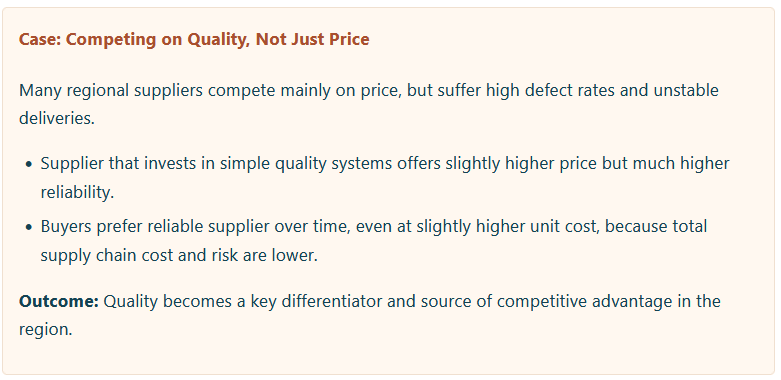 Case: Competing on Quality, Not Just Price
Many regional suppliers compete mainly on price, but suffer high defect rates and unstable
deliveries.
• Supplier that invests in simple quality systems offers slightly higher price but much higher
reliability.
• Buyers prefer reliable supplier over time, even at slightly higher unit cost, because total
supply chain cost and risk are lower.
Outcome: Quality becomes a key differentiator and source of competitive advantage in the
region.